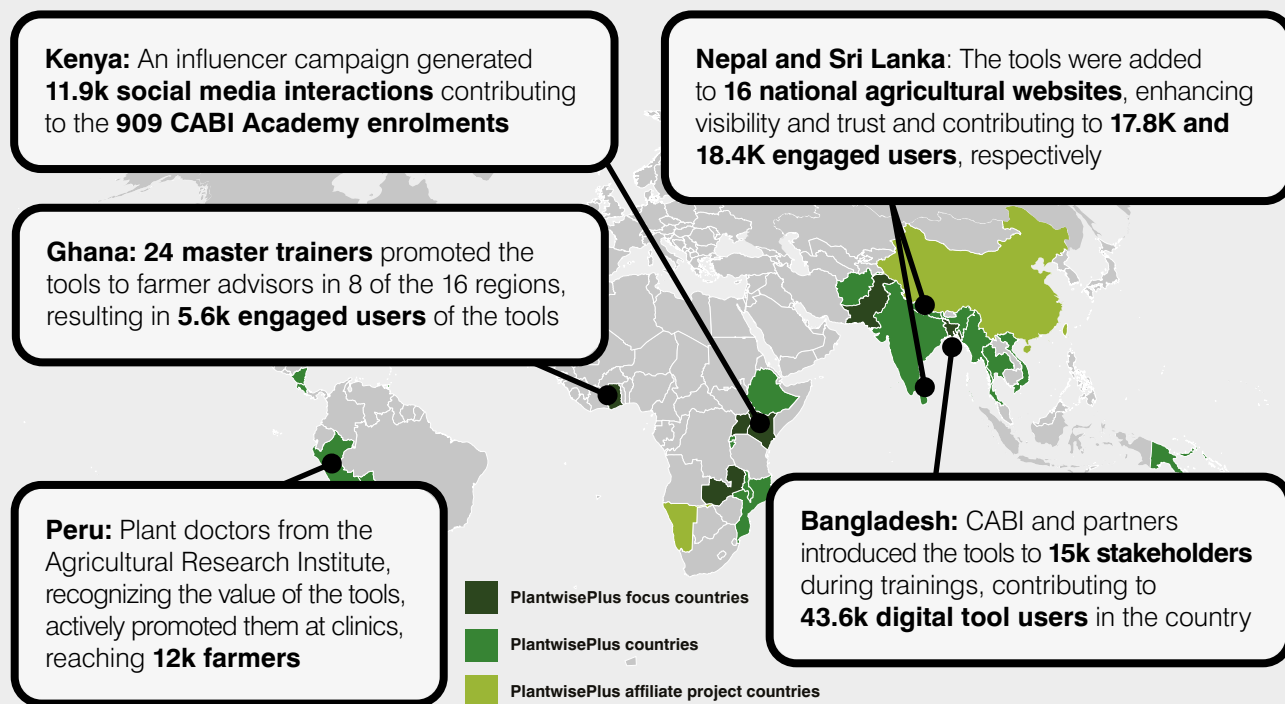 Kenya: An influencer campaign generated
11.9k social media interactions contributing
to the 909 CABI Academy enrolments
Nepal and Sri Lanka: The tools were added
to 16 national agricultural websites, enhancing
visibility and trust and contributing to 17.8K and
18.4K engaged users, respectively
Ghana: 24 master trainers promoted the
tools to farmer advisors in 8 of the 16 regions,
resulting in 5.6k engaged users of the tools
Peru: Plant doctors from the
Agricultural Research Institute,
recognizing the value of the tools,
actively promoted them at clinics,
reaching 12k farmers
Bangladesh: CABI and partners
introduced the tools to 15k stakeholders
during trainings, contributing to
43.6k digital tool users in the country
PlantwisePlus focus countries
PlantwisePlus countries
PlantwisePlus affiliate project countries